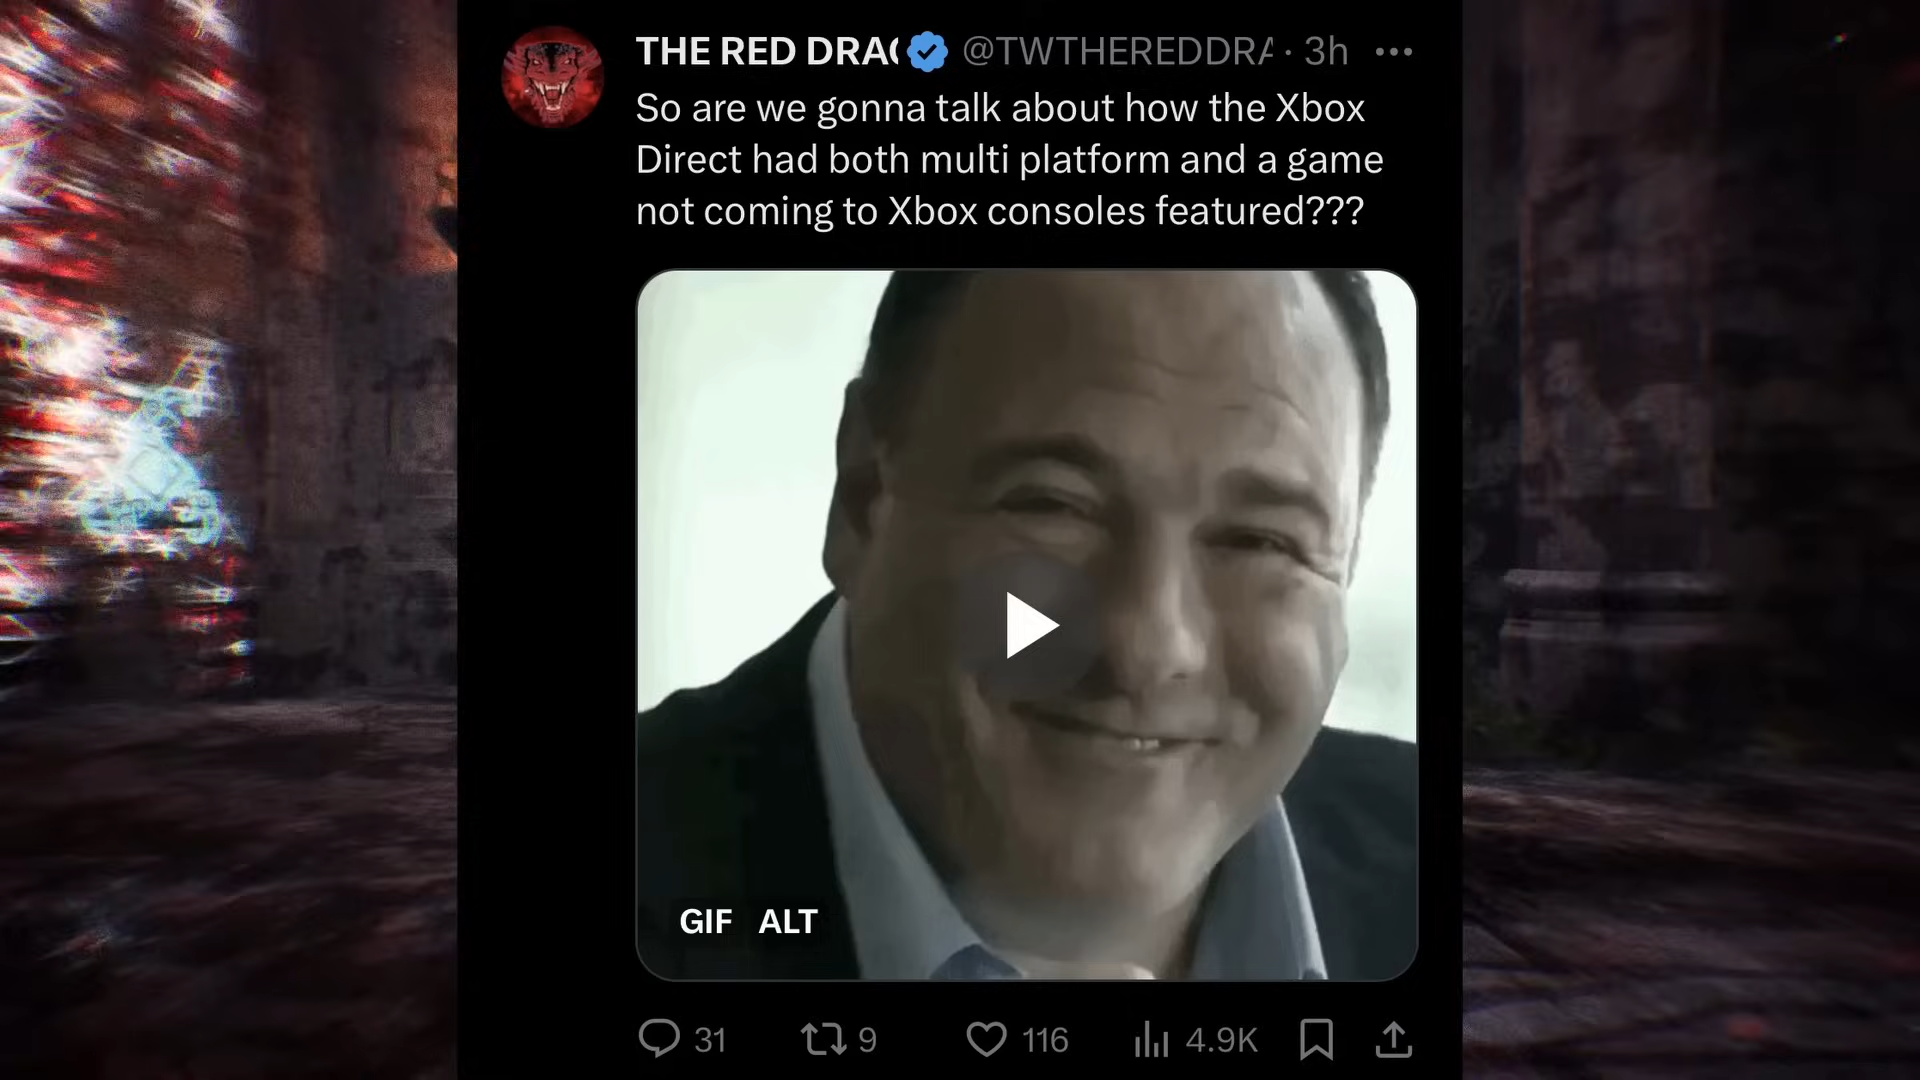 THE RED DRA
@TWTHEREDDRA · 3h
So are we gonna talk about how the Xbox
Direct had both multi platform and a game
not coming to Xbox consoles featured???
GIF ALT
31 9 116 4.9K